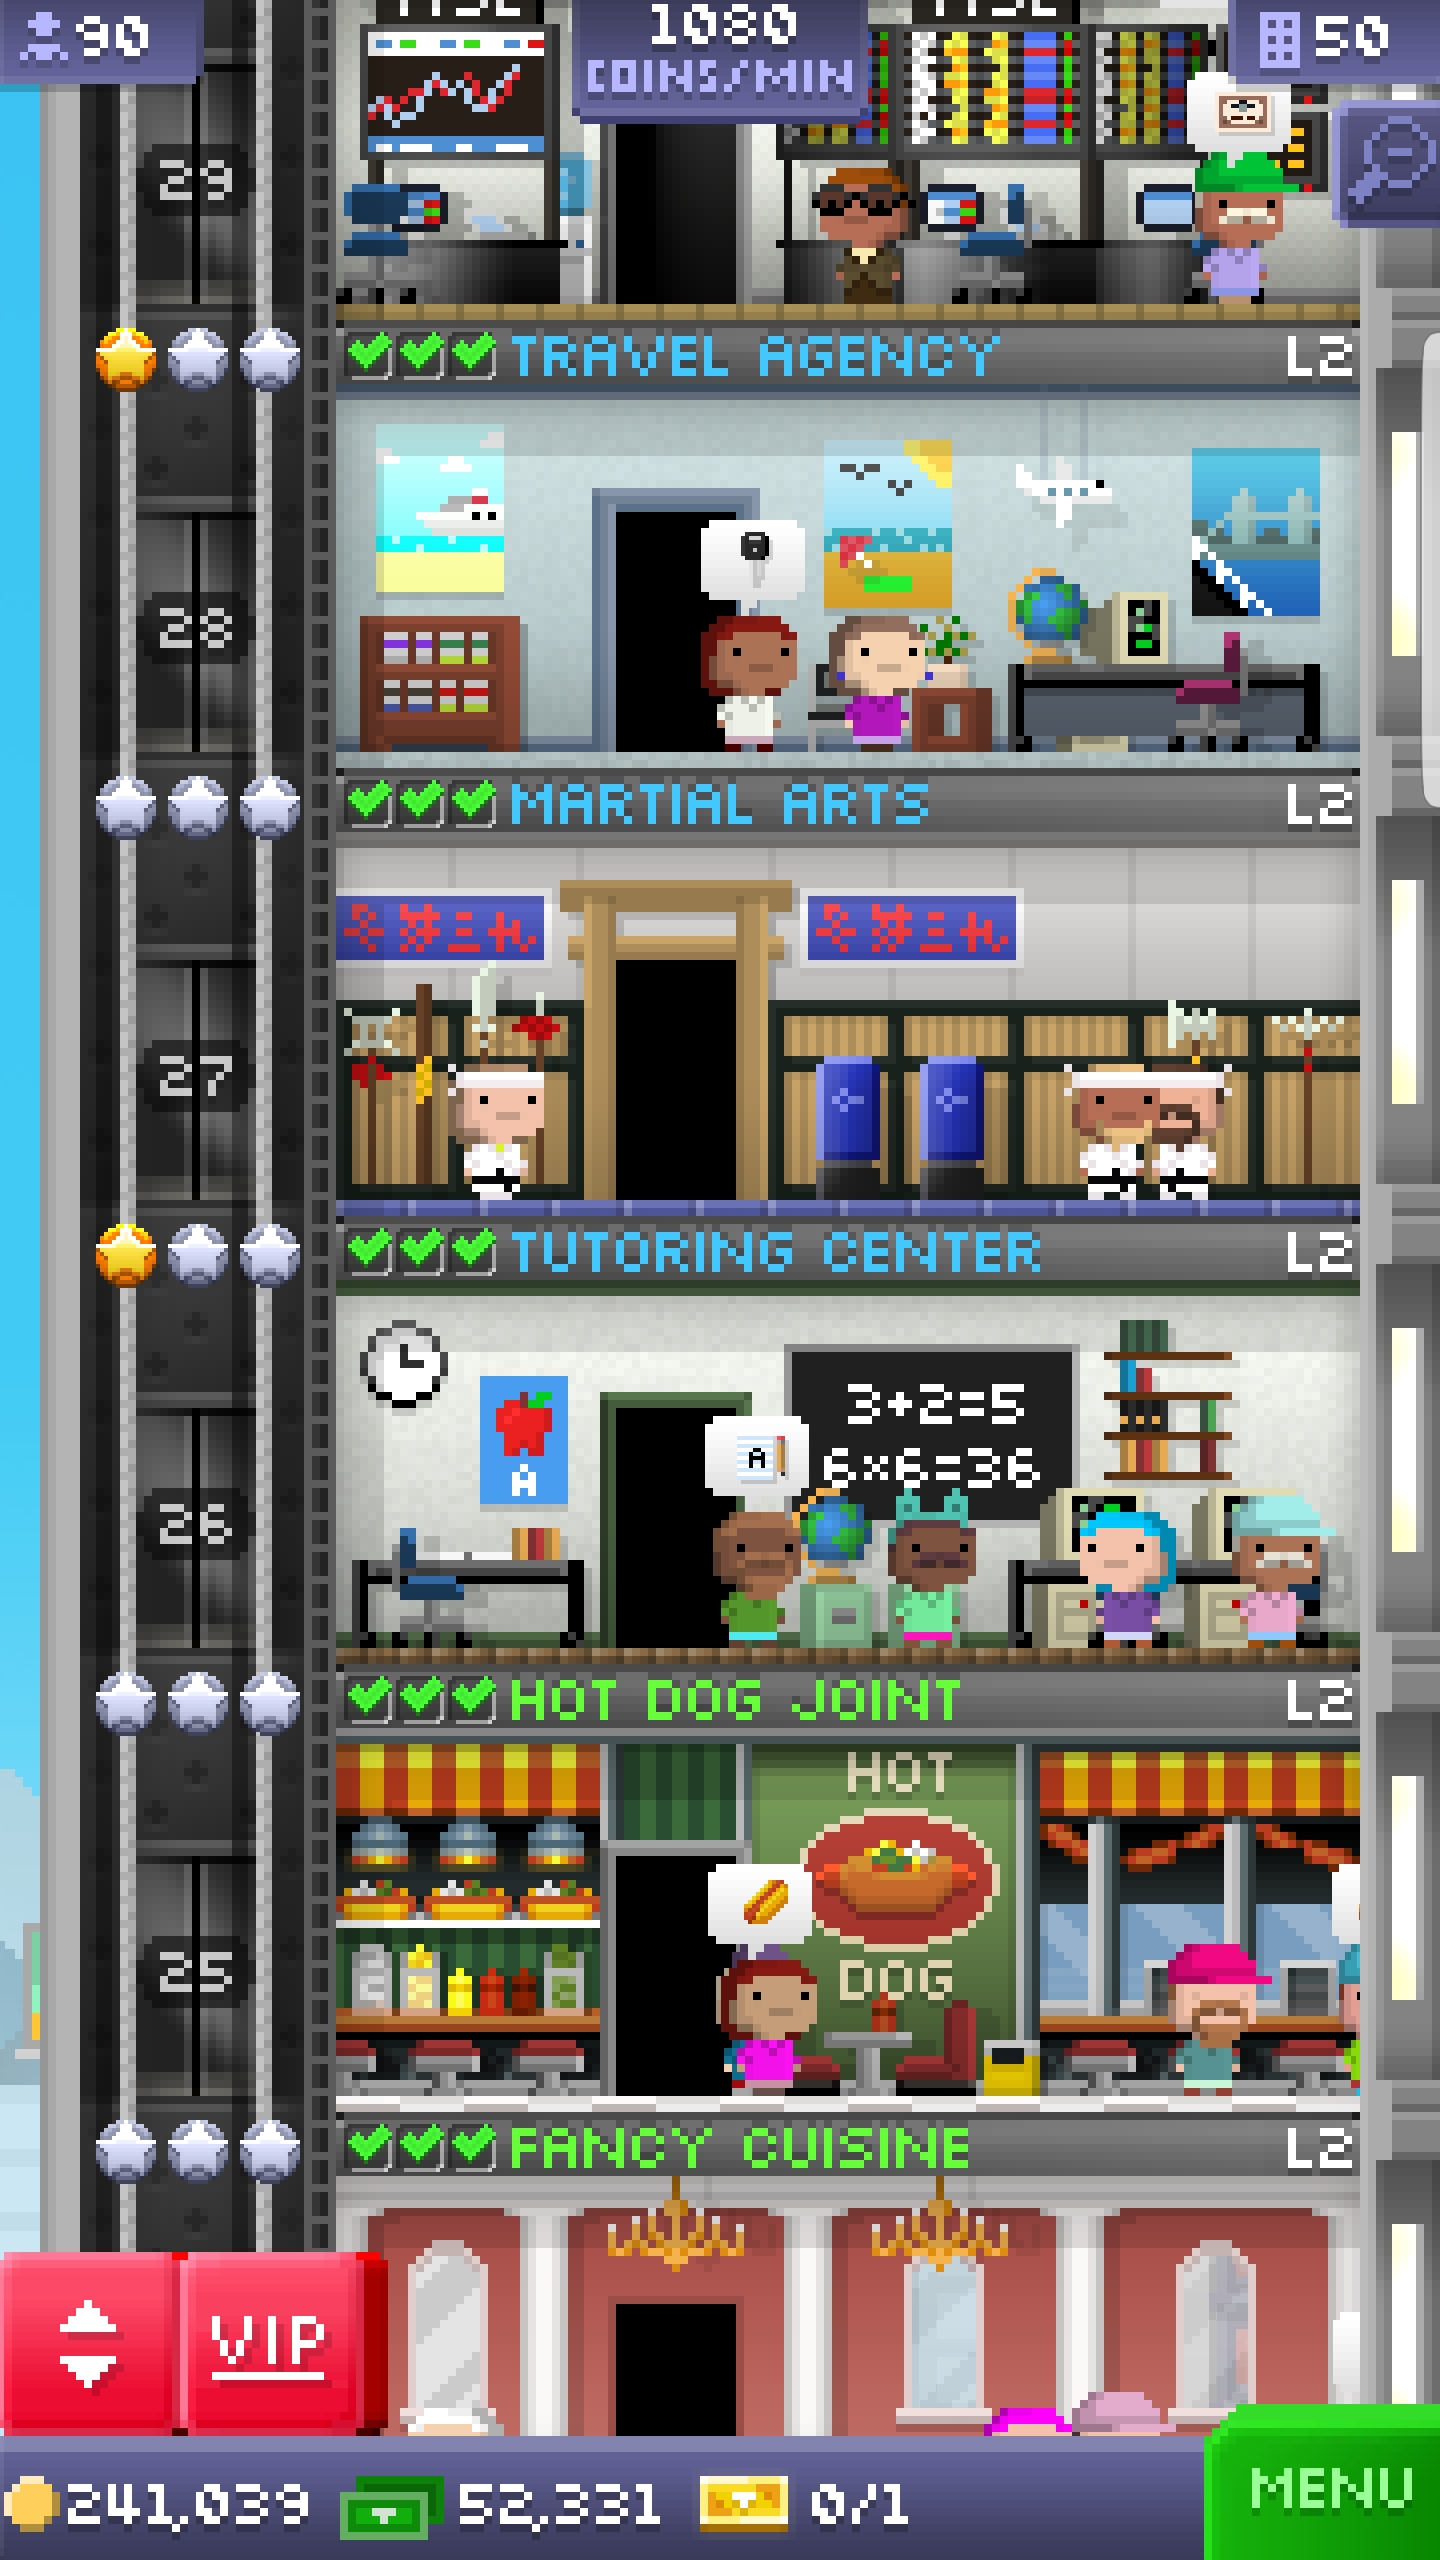 90
1080
COINS/MIN
50
29
TRAVEL AGENCY L2
28
MARTIAL ARTS L2
27
TUTORING CENTER L2
3+2=5
6×6=36
A
A
26
HOT DOG JOINT L2
HOT
DOG
25
FANCY CUISINE L2
VIP
241,039 52,331 0/1
MENU